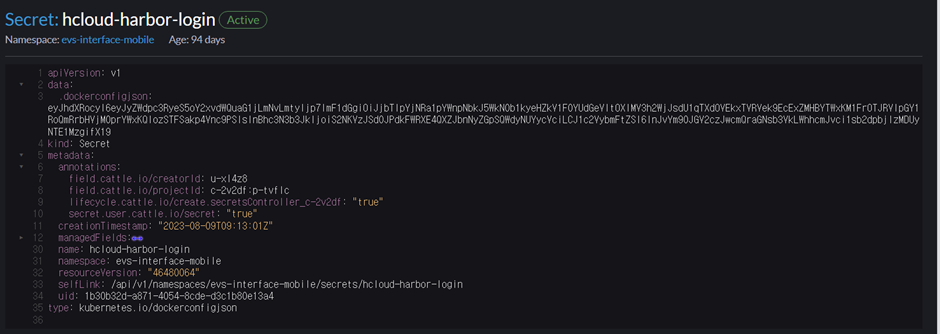 Secret: hcloud-harbor-login Active
Namespace: evs-interface-mobile Age: 94 days
1 apiVersion: v1
2 data:
3 .dockerconfigjson:
4 kind: Secret
5 metadata:
6 annotations:
7 field.cattle.io/creatorId: u-xl4z8
8 field.cattle.io/projectId: c-2v2df:p-tvflc
9 lifecycle.cattle.io/create.secretsController_c-2v2df: "true"
10 secret.user.cattle.io/secret: "true"
11 creationTimestamp: "2023-08-09T09:13:01Z"
12 managedFields:
30 name: hcloud-harbor-login
31 namespace: evs-interface-mobile
32 resourceVersion: "46480064"
33 selfLink: /api/v1/namespaces/evs-interface-mobile/secrets/hcloud-harbor-login
34 uid: 1b30b32d-a871-4054-8cde-d3c1b80e13a4
35 type: kubernetes.io/dockerconfigjson
36